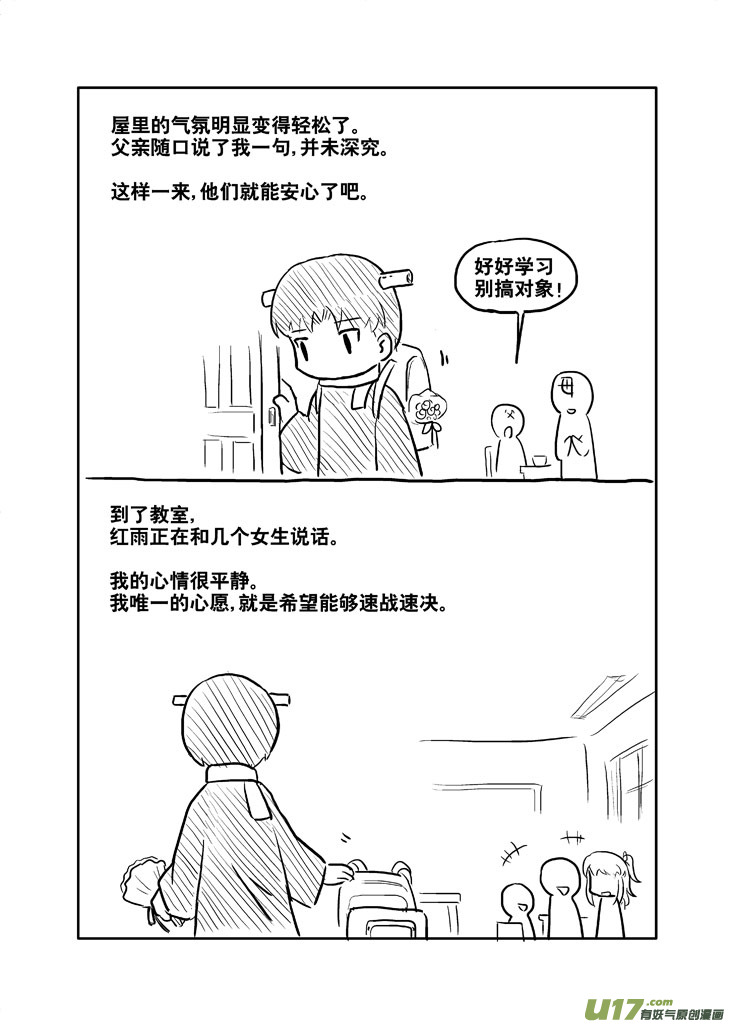 屋里的气氛明显变得轻松了。
父亲随口说了我一句,并未深究。
这样一来,他们就能安心了吧。
好好学习
别搞对象!
父
母
到了教室,
红雨正在和几个女生说话。
我的心情很平静。
我唯一的心愿,就是希望能够速战速决。
U17.com
有妖气原创漫画